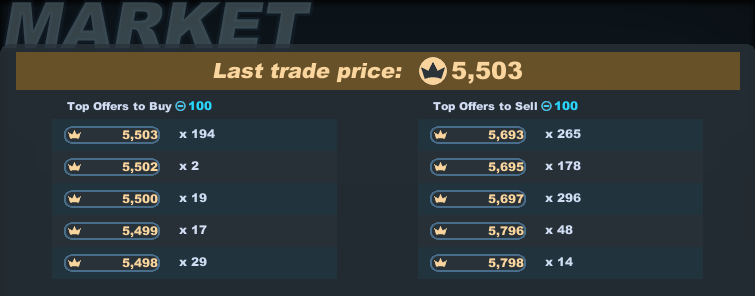 MARKET
Last trade price: 5,503
Top Offers to Buy 100
5,503 x 194
5,502 x 2
5,500 x 19
5,499 x 17
5,498 x 29
Top Offers to Sell 100
5,693 x 265
5,695 x 178
5,697 x 296
5,796 x 48
5,798 x 14